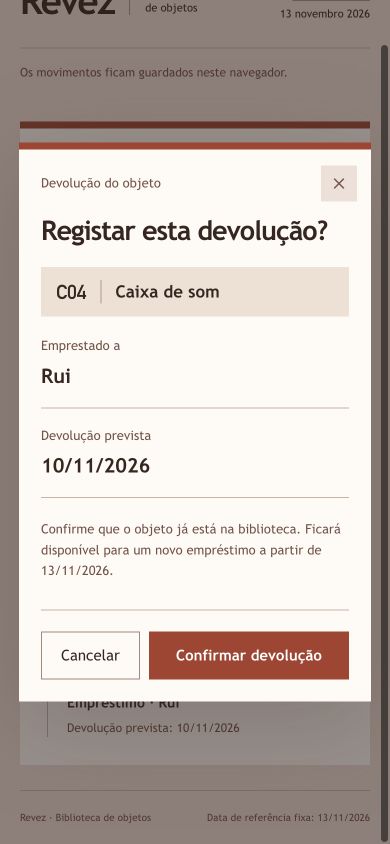 Revez
de objetos
13 novembro 2026
Os movimentos ficam guardados neste navegador.
Devolução do objeto
Registar esta devolução?
C04 Caixa de som
Emprestado a
Rui
Devolução prevista
10/11/2026
Confirme que o objeto já está na biblioteca. Ficará
disponível para um novo empréstimo a partir de
13/11/2026.
Cancelar
Confirmar devolução
Empréstimo · Rui
Devolução prevista: 10/11/2026
Revez · Biblioteca de objetos
Data de referência fixa: 13/11/2026